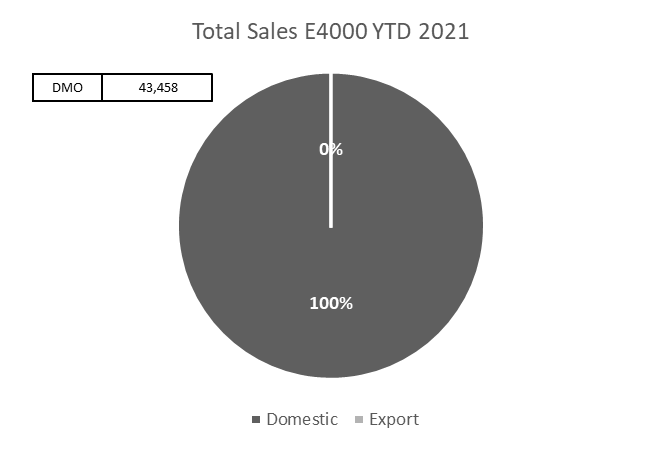 Total Sales E4000 YTD 2021
DMO 43,458
0%
100%
Domestic Export